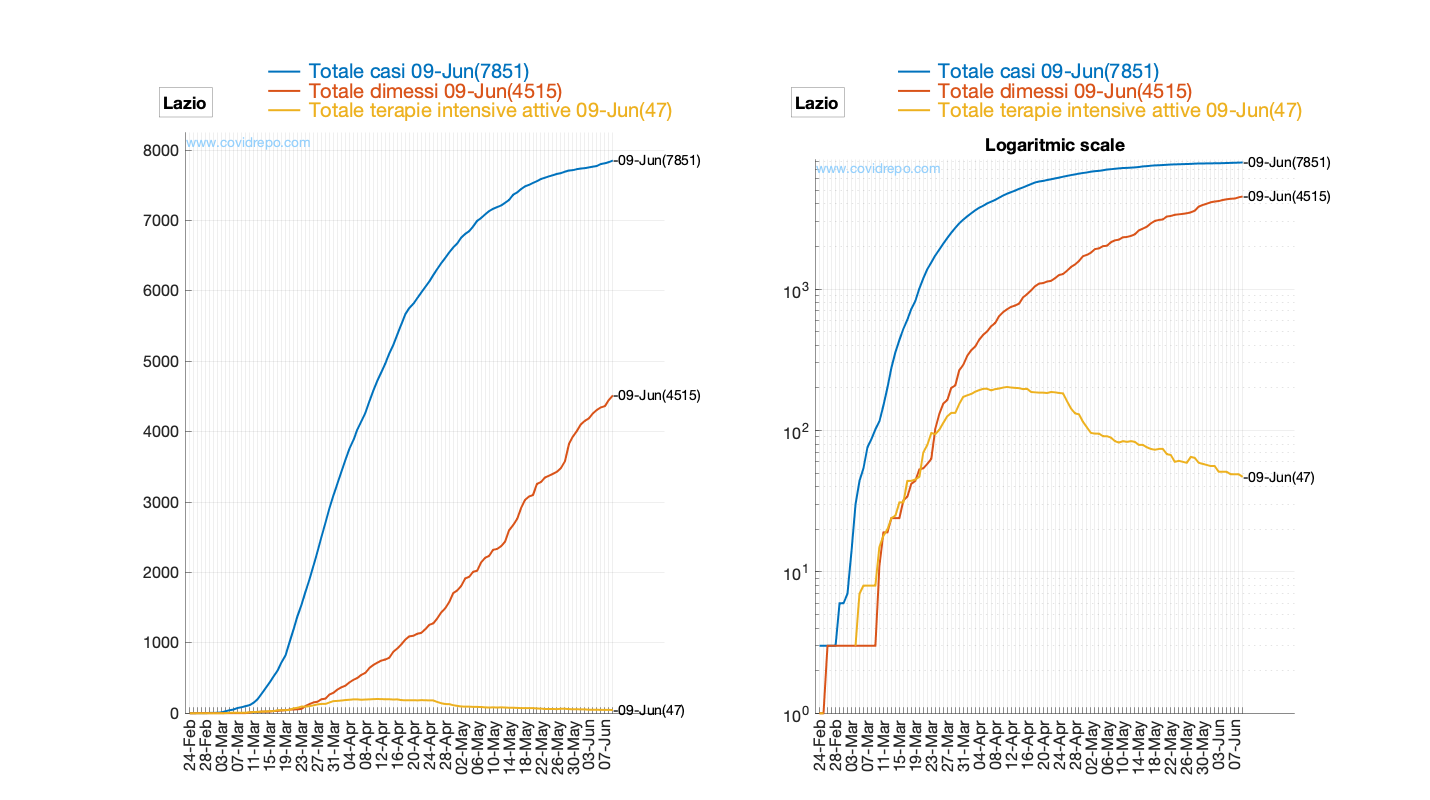 Totale casi 09-Jun(7851)
Totale dimessi 09-Jun(4515)
Totale terapie intensive attive 09-Jun(47)
Lazio
www.covidrepo.com
8000
7000
6000
5000
4000
3000
2000
1000
0
-09-Jun(7851)
-09-Jun(4515)
-09-Jun(47)
24-Feb
28-Feb
03-Mar
07-Mar
11-Mar
15-Mar
19-Mar
23-Mar
27-Mar
31-Mar
04-Apr
08-Apr
12-Apr
16-Apr
20-Apr
24-Apr
28-Apr
02-May
06-May
10-May
14-May
18-May
22-May
26-May
30-May
03-Jun
07-Jun
Totale casi 09-Jun(7851)
Totale dimessi 09-Jun(4515)
Totale terapie intensive attive 09-Jun(47)
Lazio
Logaritmic scale
www.covidrepo.com
10³
10²
10¹
10⁰
-09-Jun(7851)
-09-Jun(4515)
-09-Jun(47)
24-Feb
28-Feb
03-Mar
07-Mar
11-Mar
15-Mar
19-Mar
23-Mar
27-Mar
31-Mar
04-Apr
08-Apr
12-Apr
16-Apr
20-Apr
24-Apr
28-Apr
02-May
06-May
10-May
14-May
18-May
22-May
26-May
30-May
03-Jun
07-Jun